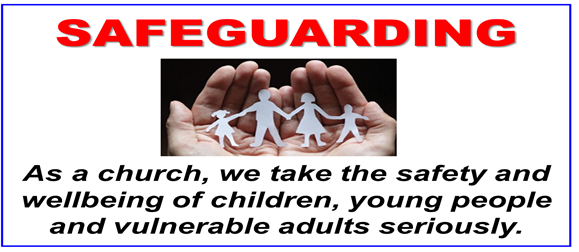 SAFEGUARDING
As a church, we take the safety and
wellbeing of children, young people
and vulnerable adults seriously.